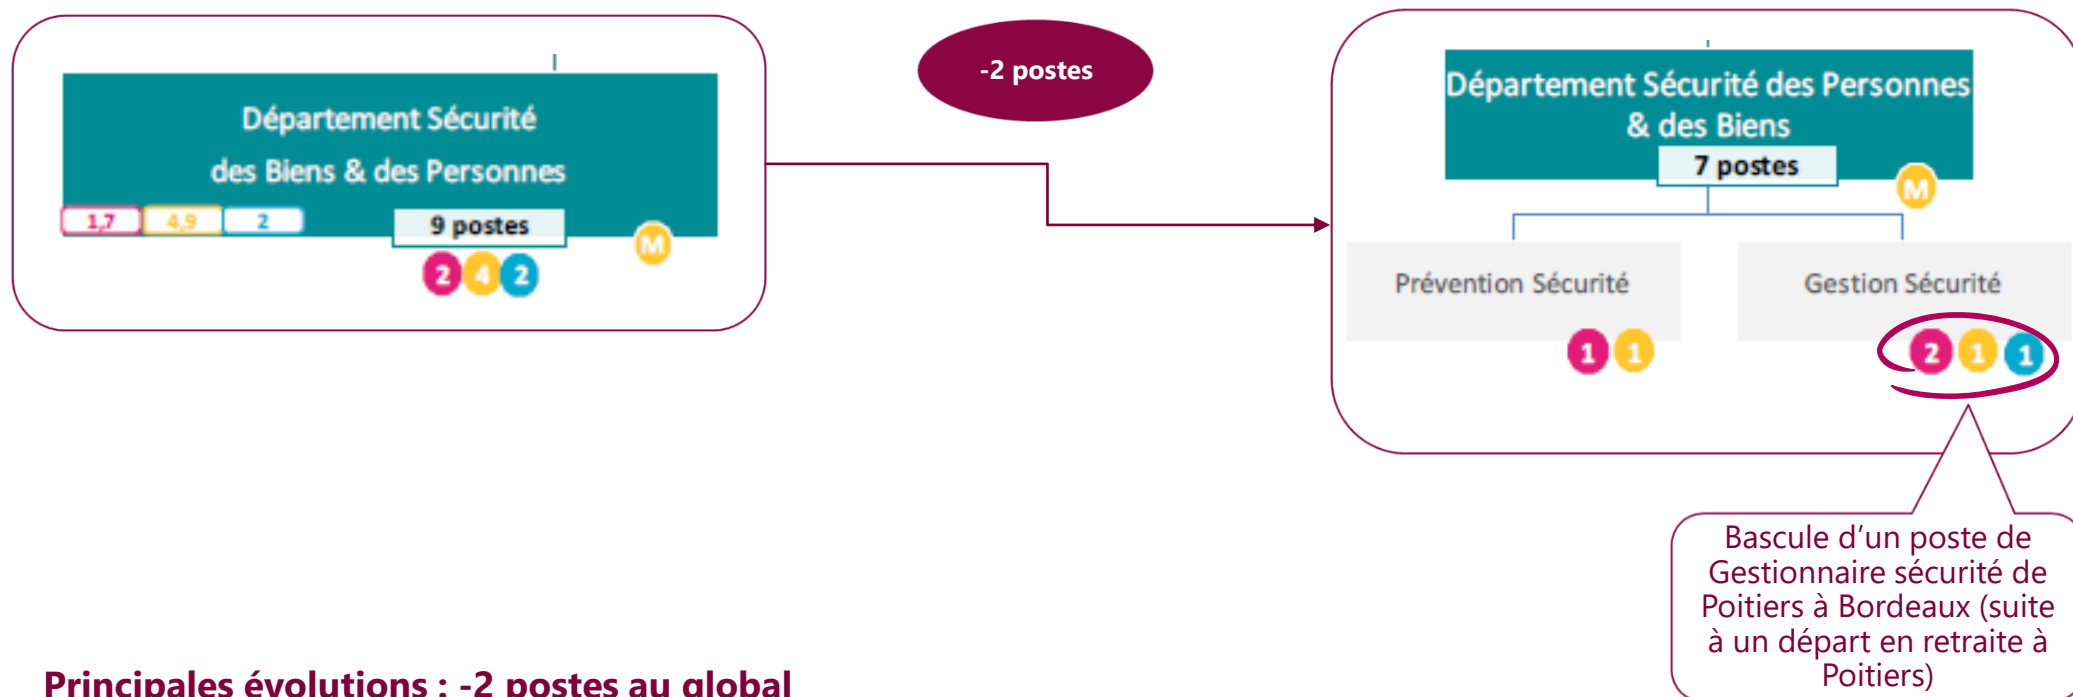 Département Sécurité
des Biens & des Personnes
1,7 4,9 2
9 postes
M
2 4 2
-2 postes
Département Sécurité des Personnes
& des Biens
7 postes
M
Prévention Sécurité
1 1
Gestion Sécurité
2 1 1
Bascule d’un poste de
Gestionnaire sécurité de
Poitiers à Bordeaux (suite
à un départ en retraite à
Poitiers)
Principales évolutions : -2 postes au global